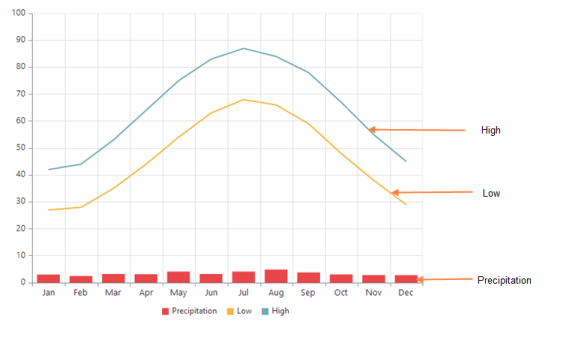 100
90
80
70
60
50
40
30
20
10
0
High
Low
Precipitation
Jan Feb Mar Apr May Jun Jul Aug Sep Oct Nov Dec
Precipitation Low High